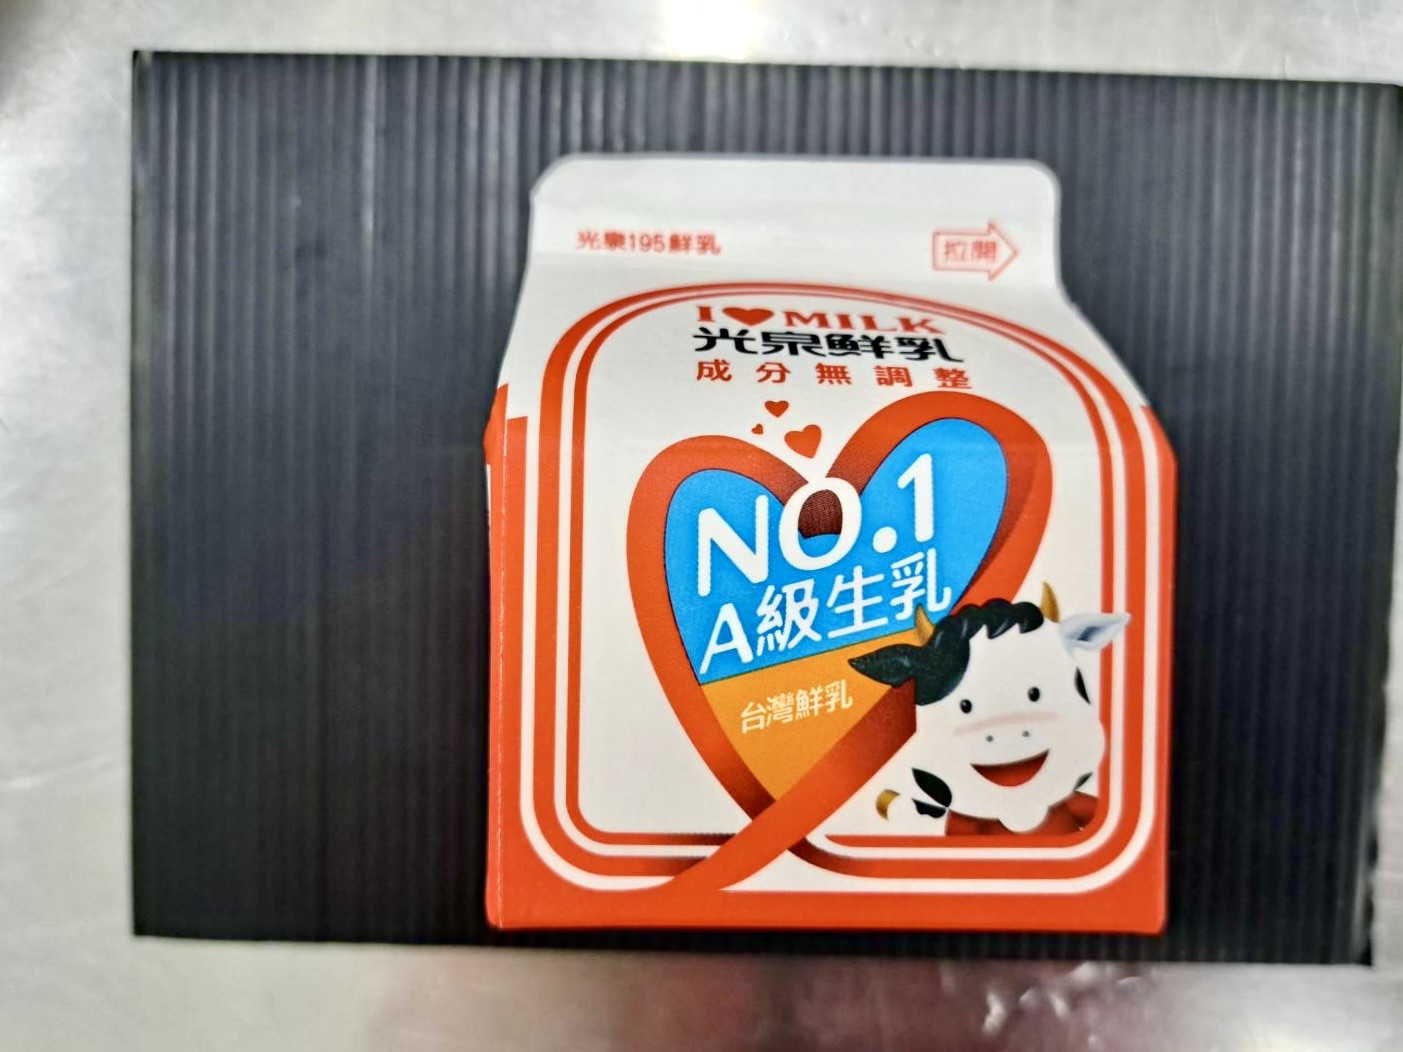 光泉195鮮乳
拉開
I♥MILK
光泉鮮乳
成分無調整
NO.1
A級生乳
台灣鮮乳